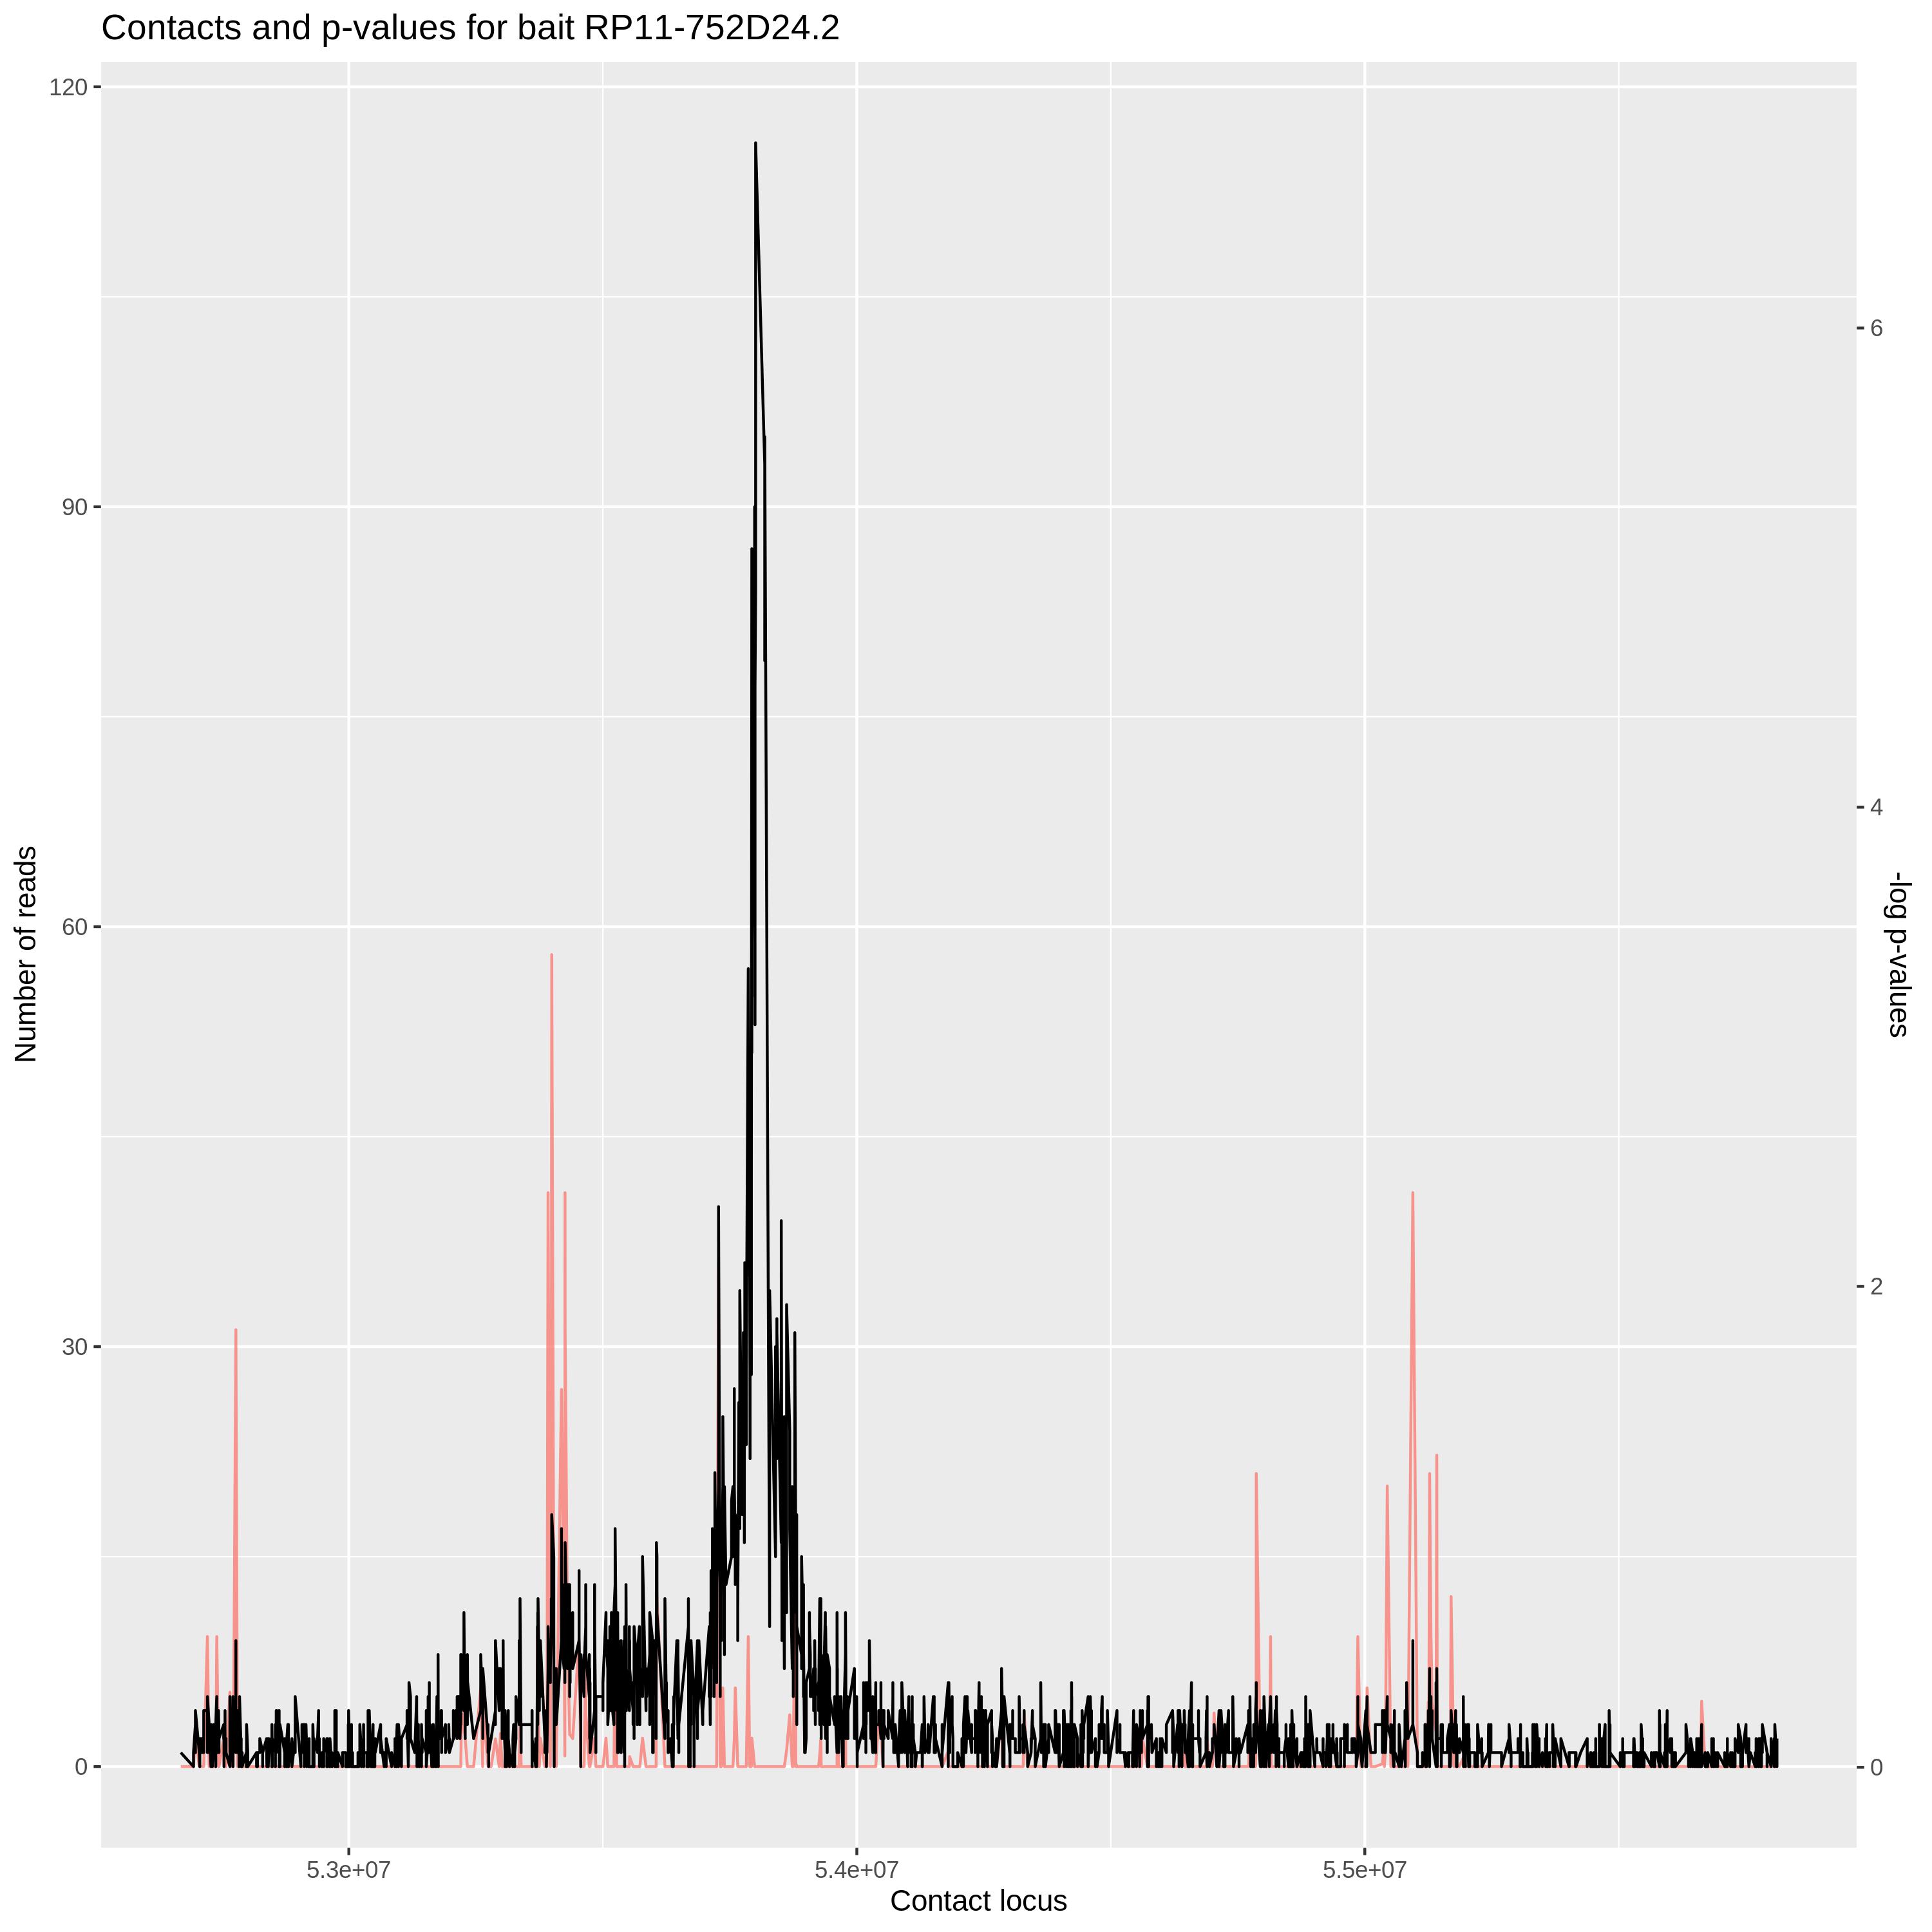 Contacts and p-values for bait RP11-752D24.2
120
90
60
30
0
Number of reads
6
4
2
0
-log p-values
5.3e+07
5.4e+07
5.5e+07
Contact locus